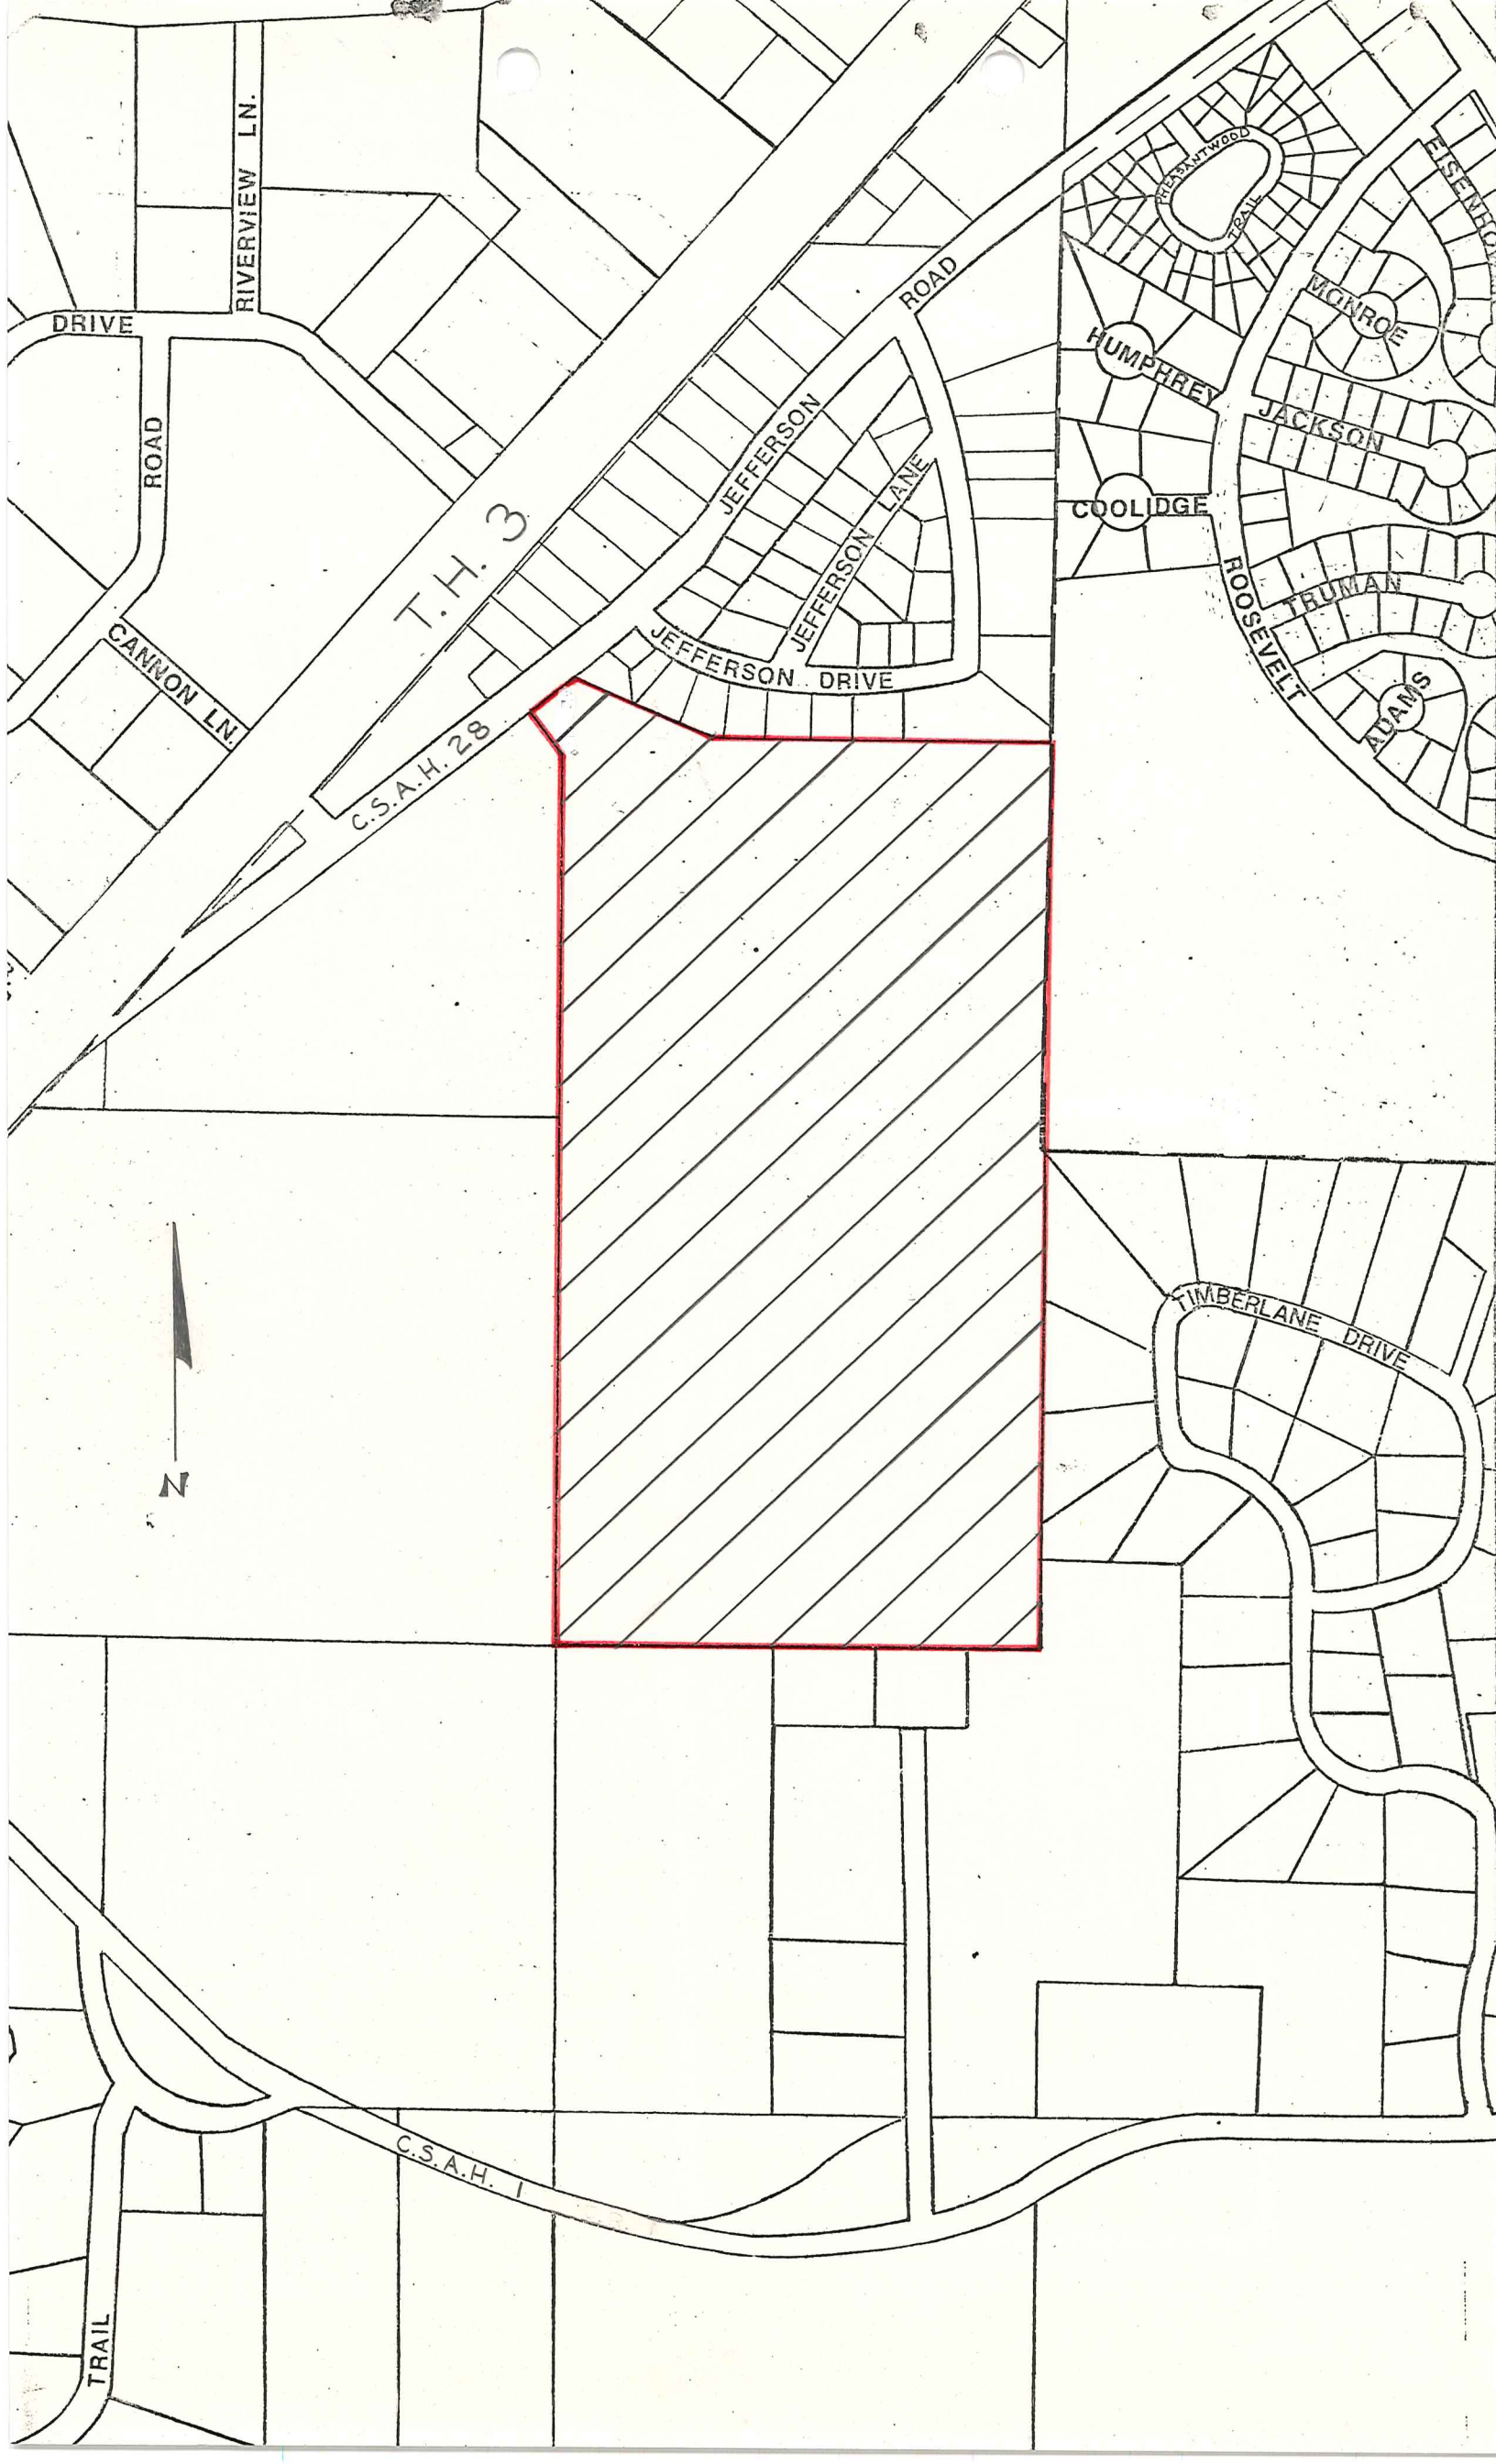 RIVERVIEW LN.
DRIVE
ROAD
CANNON LN.
T.H. 3
C.S.A.H. 28
JEFFERSON
ROAD
JEFFERSON LANE
JEFFERSON DRIVE
PHEASANTWOOD
TRAIL
MONROE
HUMPHREY
JACKSON
COOLIDGE
ROOSEVELT
TRUMAN
ADAMS
N
TIMBERLANE DRIVE
C.S.A.H. 1
TRAIL